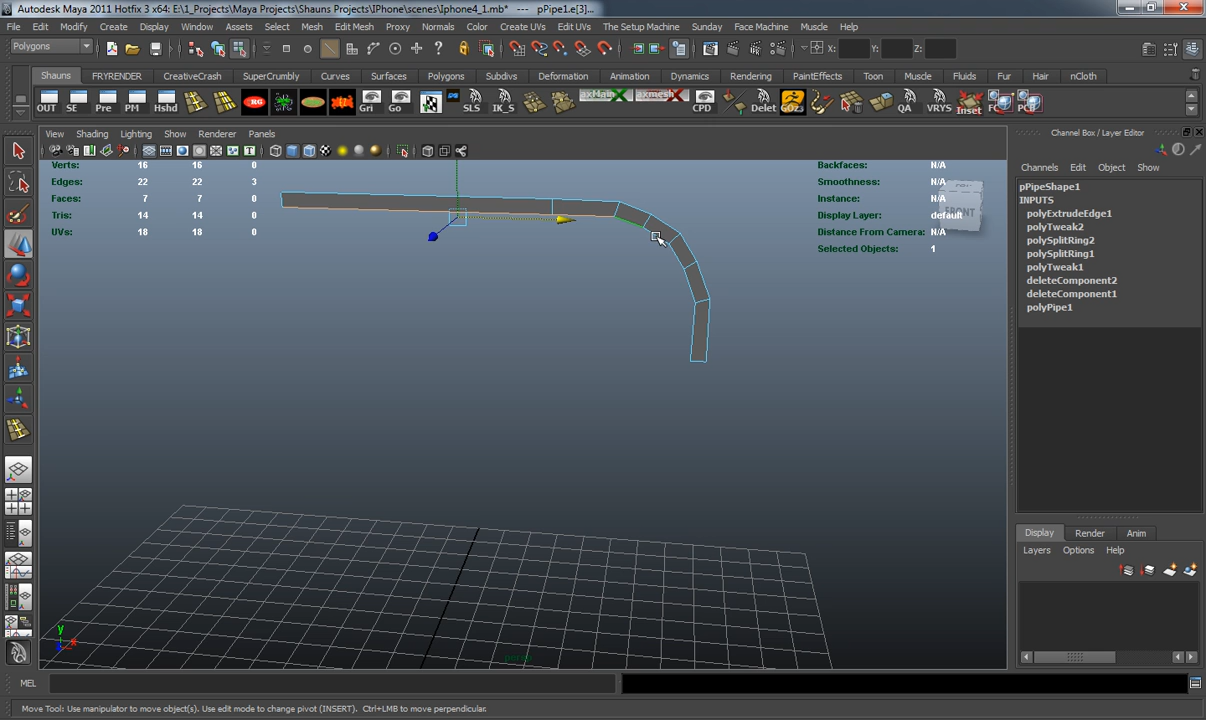 Autodesk Maya 2011 Hotfix 3 x64: E:\1_Projects\Maya Projects\Shauns Projects\IPhone\scenes\Iphone4_1.mb* --- pPipe1.e[3]...
File Edit Modify Create Display Window Assets Select Mesh Edit Mesh Proxy Normals Color Create UVs Edit UVs The Setup Machine Sunday Face Machine Muscle Help
Polygons X: Y: Z:
Shauns FRYRENDER CreativeCrash SuperCrumbly Curves Surfaces Polygons Subdivs Deformation Animation Dynamics Rendering PaintEffects Toon Muscle Fluids Fur Hair nCloth
OUT SE Pre PM Hshd Gri Go SLS IK_S CPD Delet GOz3 QA VRYS Inset
View Shading Lighting Show Renderer Panels
Channel Box / Layer Editor
Channels Edit Object Show
Verts: 16 16 0
Edges: 22 22 3
Faces: 7 7 0
Tris: 14 14 0
UVs: 18 18 0
Backfaces: N/A
Smoothness: N/A
Instance: N/A
Display Layer: default
Distance From Camera: N/A
Selected Objects: 1
FRONT
pPipeShape1
INPUTS
polyExtrudeEdge1
polyTweak2
polySplitRing2
polySplitRing1
polyTweak1
deleteComponent2
deleteComponent1
polyPipe1
Display Render Anim
Layers Options Help
y
MEL
Move Tool: Use manipulator to move object(s). Use edit mode to change pivot (INSERT). Ctrl+LMB to move perpendicular.